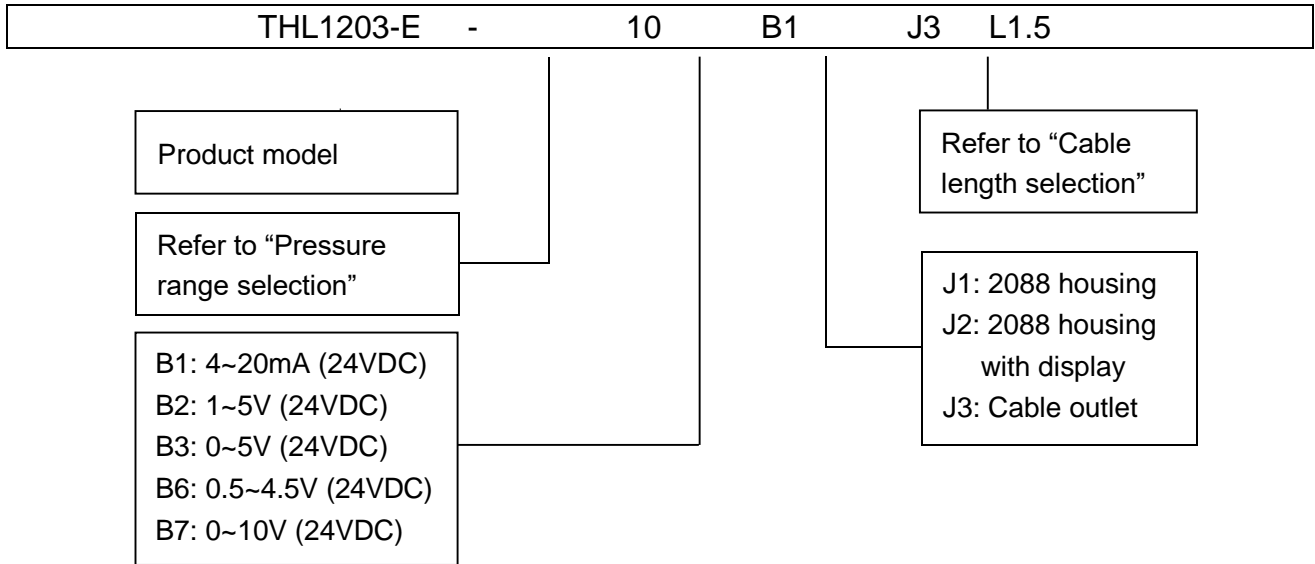 THL1203-E - 10 B1 J3 L1.5
Product model
Refer to “Pressure
range selection”
B1: 4~20mA (24VDC)
B2: 1~5V (24VDC)
B3: 0~5V (24VDC)
B6: 0.5~4.5V (24VDC)
B7: 0~10V (24VDC)
Refer to “Cable
length selection”
J1: 2088 housing
J2: 2088 housing
with display
J3: Cable outlet